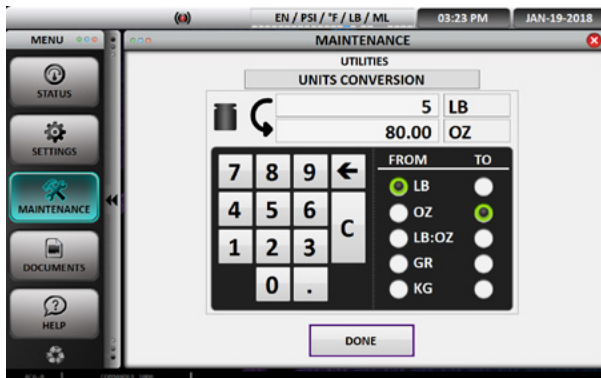 EN / PSI / °F / LB / ML 03:23 PM JAN-19-2018
MENU
MAINTENANCE
UTILITIES
UNITS CONVERSION
STATUS
SETTINGS
MAINTENANCE
DOCUMENTS
HELP
5 LB
80.00 OZ
7 8 9
4 5 6 C
1 2 3
0 .
FROM TO
LB
OZ
LB:OZ
GR
KG
DONE